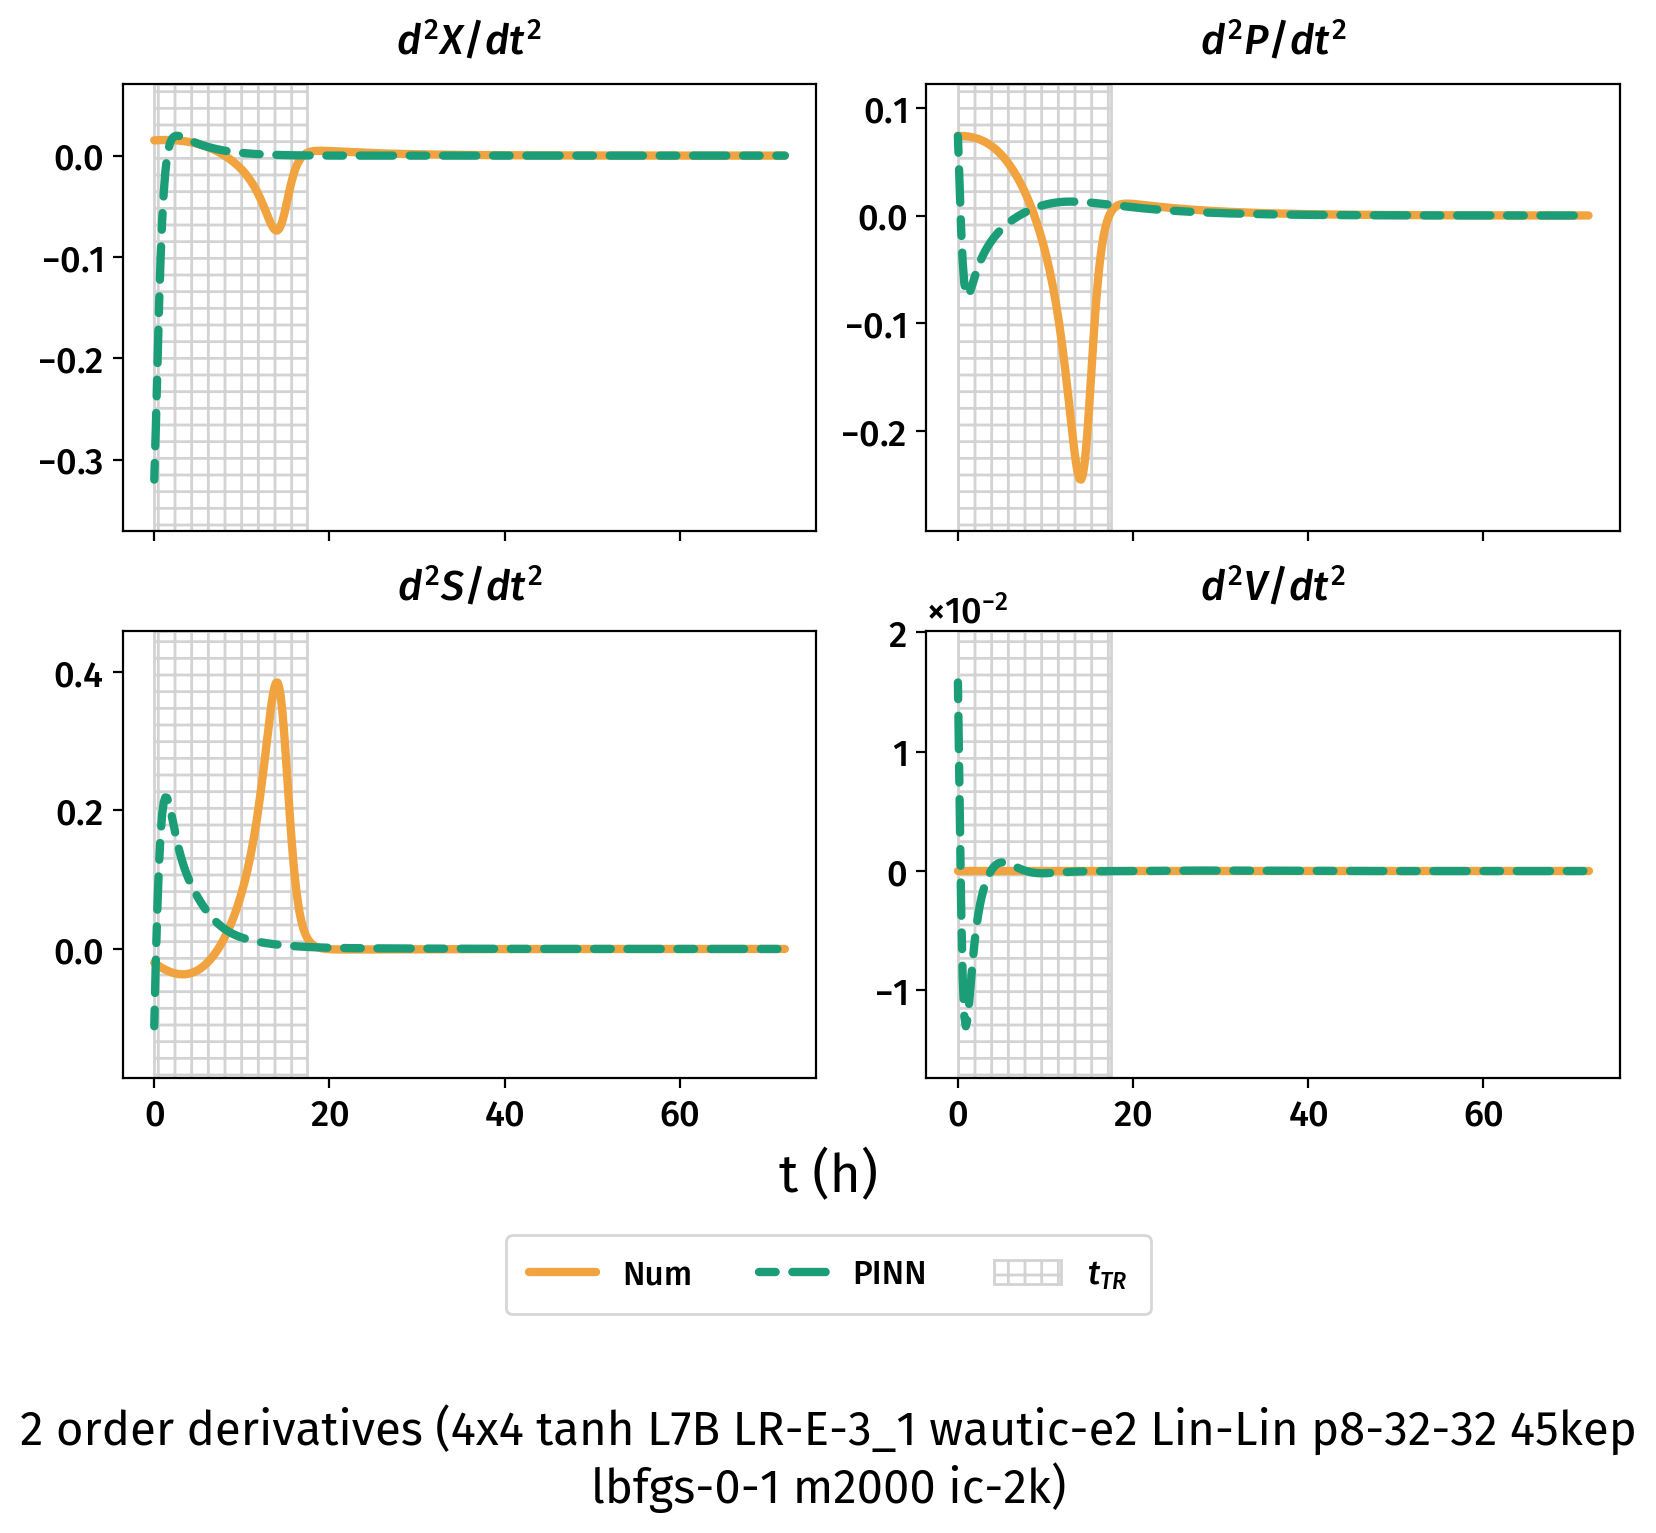 d²X/dt²
0.0
−0.1
−0.2
−0.3
d²P/dt²
0.1
0.0
−0.1
−0.2
d²S/dt²
0.4
0.2
0.0
0 20 40 60
d²V/dt²
×10⁻²
2
1
0
−1
0 20 40 60
t (h)
Num PINN t_TR
2 order derivatives (4x4 tanh L7B LR-E-3_1 wautic-e2 Lin-Lin p8-32-32 45kep
lbfgs-0-1 m2000 ic-2k)